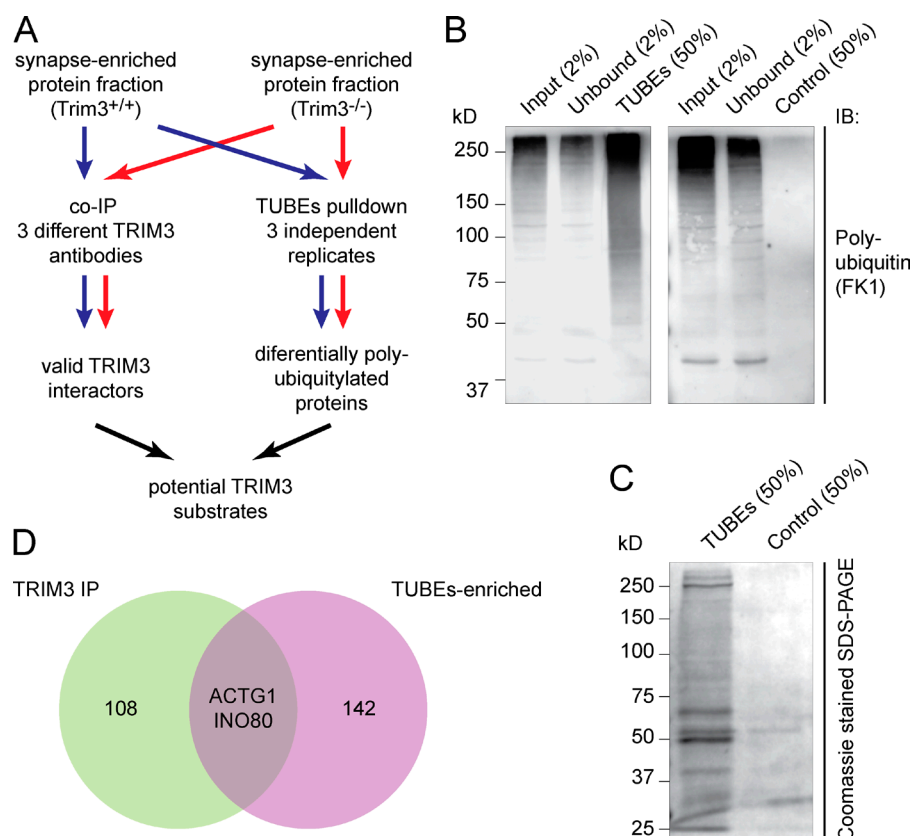 A
synapse-enriched
protein fraction
(Trim3+/+)
synapse-enriched
protein fraction
(Trim3-/-)
co-IP
3 different TRIM3
antibodies
TUBEs pulldown
3 independent
replicates
valid TRIM3
interactors
diferentially poly-
ubiquitylated
proteins
potential TRIM3
substrates
B
Input (2%)
Unbound (2%)
TUBEs (50%)
Input (2%)
Unbound (2%)
Control (50%)
kD
IB:
250
150
100
75
50
37
Poly-
ubiquitin
(FK1)
C
TUBEs (50%)
Control (50%)
kD
250
150
100
75
50
37
25
Coomassie stained SDS-PAGE
D
TRIM3 IP
TUBEs-enriched
108
ACTG1
INO80
142